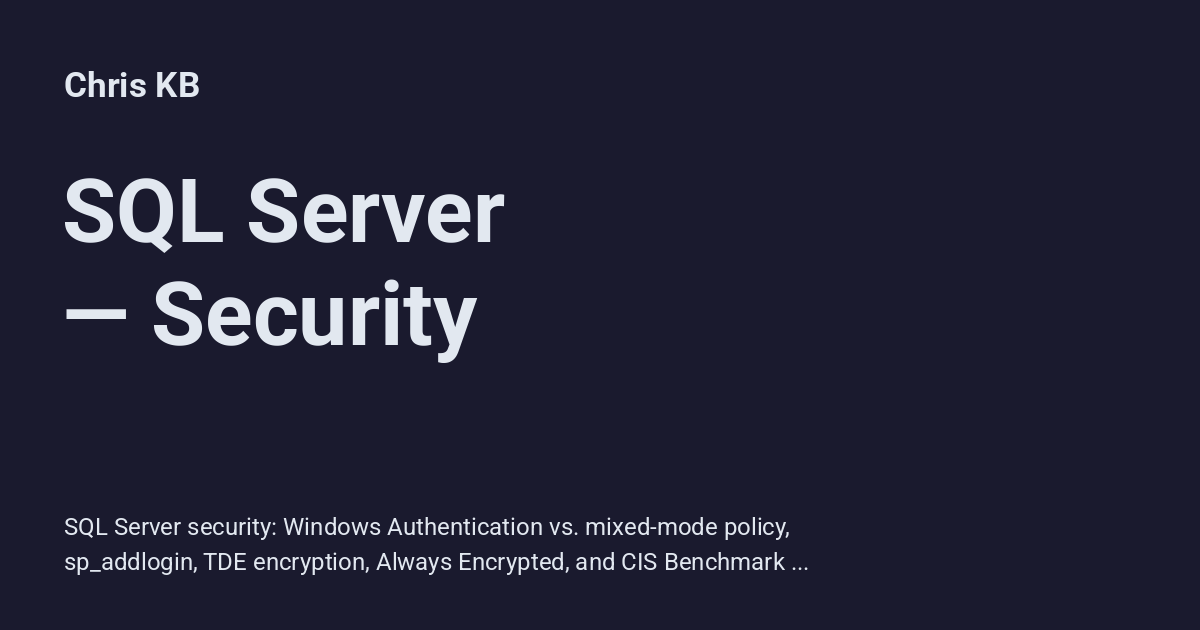 Chris KB
SQL Server
— Security
SQL Server security: Windows Authentication vs. mixed-mode policy,
sp_addlogin, TDE encryption, Always Encrypted, and CIS Benchmark ...